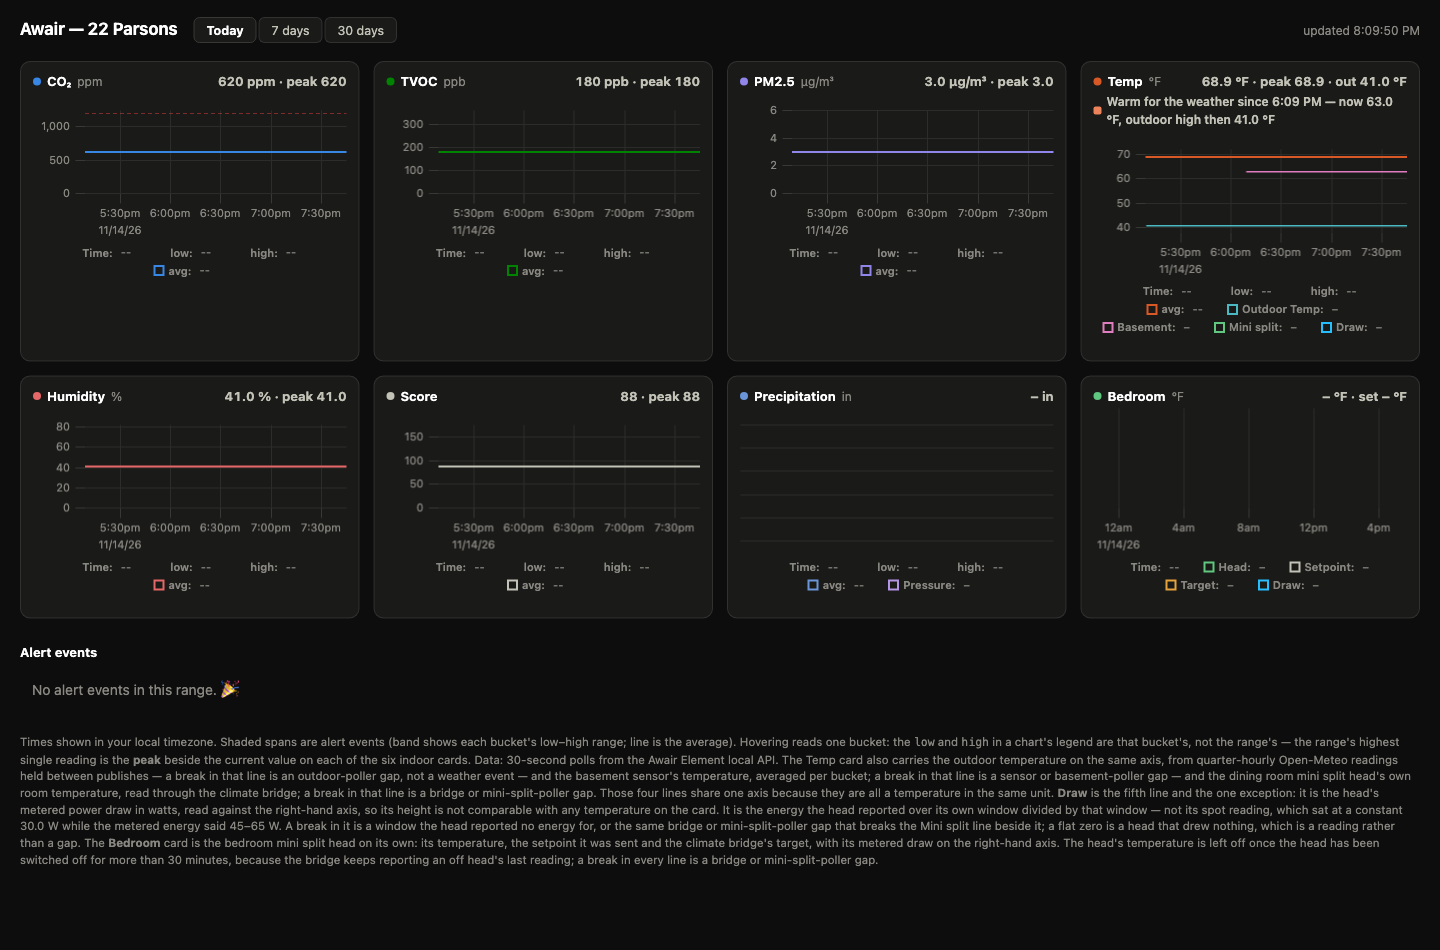 Awair — 22 Parsons
Today
7 days
30 days
updated 8:09:50 PM
CO₂ ppm
620 ppm · peak 620
1,000
500
0
5:30pm 6:00pm 6:30pm 7:00pm 7:30pm
11/14/26
Time: -- low: -- high: --
avg: --
TVOC ppb
180 ppb · peak 180
300
200
100
0
5:30pm 6:00pm 6:30pm 7:00pm 7:30pm
11/14/26
Time: -- low: -- high: --
avg: --
PM2.5 µg/m³
3.0 µg/m³ · peak 3.0
6
4
2
0
5:30pm 6:00pm 6:30pm 7:00pm 7:30pm
11/14/26
Time: -- low: -- high: --
avg: --
Temp °F
68.9 °F · peak 68.9 · out 41.0 °F
Warm for the weather since 6:09 PM — now 63.0
°F, outdoor high then 41.0 °F
70
60
50
40
5:30pm 6:00pm 6:30pm 7:00pm 7:30pm
11/14/26
Time: -- low: -- high: --
avg: -- Outdoor Temp: –
Basement: – Mini split: – Draw: –
Humidity %
41.0 % · peak 41.0
80
60
40
20
0
5:30pm 6:00pm 6:30pm 7:00pm 7:30pm
11/14/26
Time: -- low: -- high: --
avg: --
Score
88 · peak 88
150
100
50
0
5:30pm 6:00pm 6:30pm 7:00pm 7:30pm
11/14/26
Time: -- low: -- high: --
avg: --
Precipitation in
– in
Time: -- low: -- high: --
avg: -- Pressure: –
Bedroom °F
– °F · set – °F
12am 4am 8am 12pm 4pm
11/14/26
Time: -- Head: – Setpoint: –
Target: – Draw: –
Alert events
No alert events in this range. 🎉
Times shown in your local timezone. Shaded spans are alert events (band shows each bucket's low–high range; line is the average). Hovering reads one bucket: the low and high in a chart's legend are that bucket's, not the range's — the range's highest
single reading is the peak beside the current value on each of the six indoor cards. Data: 30-second polls from the Awair Element local API. The Temp card also carries the outdoor temperature on the same axis, from quarter-hourly Open-Meteo readings
held between publishes — a break in that line is an outdoor-poller gap, not a weather event — and the basement sensor's temperature, averaged per bucket; a break in that line is a sensor or basement-poller gap — and the dining room mini split head's own
room temperature, read through the climate bridge; a break in that line is a bridge or mini-split-poller gap. Those four lines share one axis because they are all a temperature in the same unit. Draw is the fifth line and the one exception: it is the head's
metered power draw in watts, read against the right-hand axis, so its height is not comparable with any temperature on the card. It is the energy the head reported over its own window divided by that window — not its spot reading, which sat at a constant
30.0 W while the metered energy said 45–65 W. A break in it is a window the head reported no energy for, or the same bridge or mini-split-poller gap that breaks the Mini split line beside it; a flat zero is a head that drew nothing, which is a reading rather
than a gap. The Bedroom card is the bedroom mini split head on its own: its temperature, the setpoint it was sent and the climate bridge's target, with its metered draw on the right-hand axis. The head's temperature is left off once the head has been
switched off for more than 30 minutes, because the bridge keeps reporting an off head's last reading; a break in every line is a bridge or mini-split-poller gap.